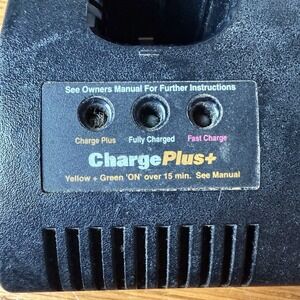 See Owners Manual For Further Instructions
Charge Plus Fully Charged Fast Charge
ChargePlus+
Yellow + Green 'ON' over 15 min. See Manual